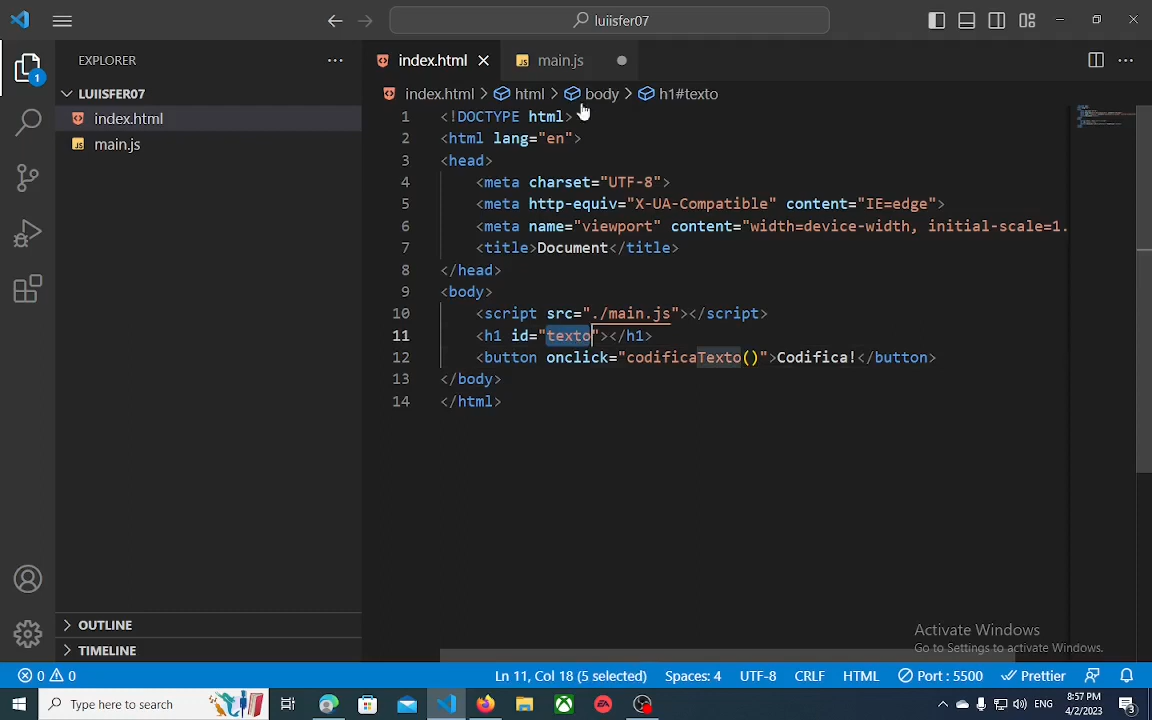 luiisfer07
EXPLORER
LUIISFER07
index.html
main.js
index.html
main.js
index.html > html > body > h1#texto
1 <!DOCTYPE html>
2 <html lang="en">
3 <head>
4 <meta charset="UTF-8">
5 <meta http-equiv="X-UA-Compatible" content="IE=edge">
6 <meta name="viewport" content="width=device-width, initial-scale=1.
7 <title>Document</title>
8 </head>
9 <body>
10 <script src="./main.js"></script>
11 <h1 id="texto"></h1>
12 <button onclick="codificaTexto()">Codifica!</button>
13 </body>
14 </html>
1
OUTLINE
TIMELINE
Activate Windows
Go to Settings to activate Windows.
0 0 Ln 11, Col 18 (5 selected) Spaces: 4 UTF-8 CRLF HTML Port : 5500 Prettier
Type here to search
EA
ENG
8:57 PM
4/2/2023
3